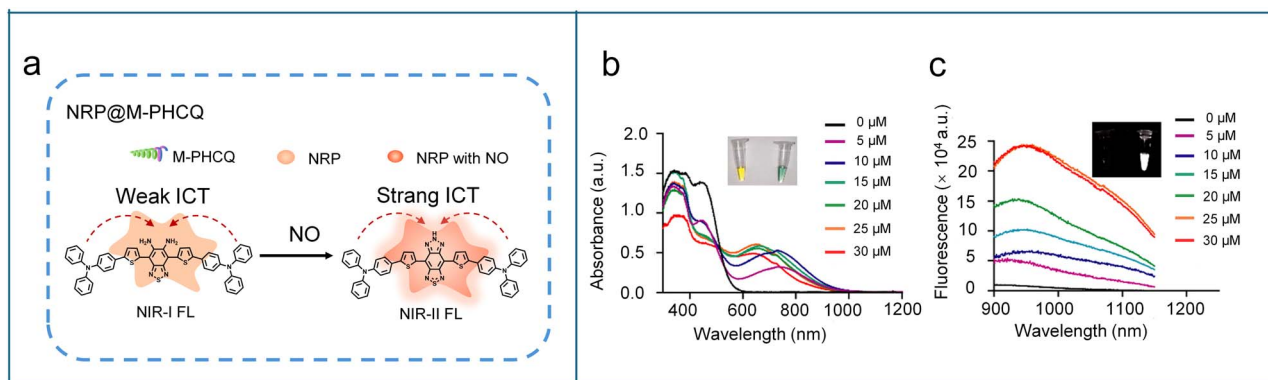 a
NRP@M-PHCQ
M-PHCQ
NRP
NRP with NO
Weak ICT
Strang ICT
H₂N
NH₂
N
N
N
S
NIR-I FL
NO
H
N
N
N
N
N
N
N
S
NIR-II FL
b
Absorbance (a.u.)
2.0
1.5
1.0
0.5
0.0
400
600
800
1000
1200
Wavelength (nm)
0 μM
5 μM
10 μM
15 μM
20 μM
25 μM
30 μM
c
Fluorescence (× 10⁴ a.u.)
25
20
15
10
5
0
900
1000
1100
1200
Wavelength (nm)
0 μM
5 μM
10 μM
15 μM
20 μM
25 μM
30 μM